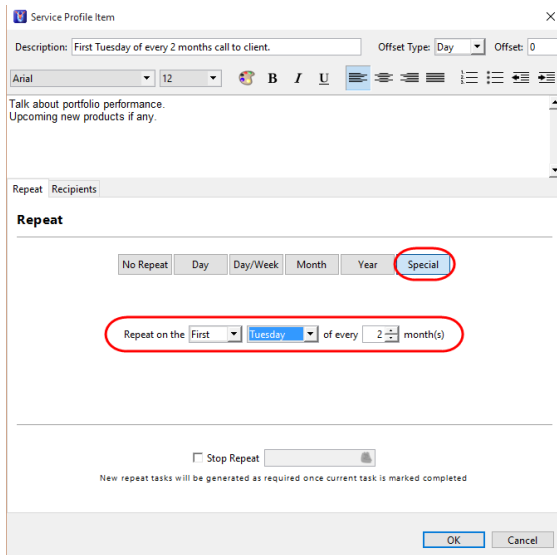 Service Profile Item
Description: First Tuesday of every 2 months call to client. Offset Type: Day Offset: 0
Arial 12 B I U
Talk about portfolio performance.
Upcoming new products if any.
Repeat Recipients
Repeat
No Repeat Day Day/Week Month Year Special
Repeat on the First Tuesday of every 2 month(s)
Stop Repeat
New repeat tasks will be generated as required once current task is marked completed
OK Cancel